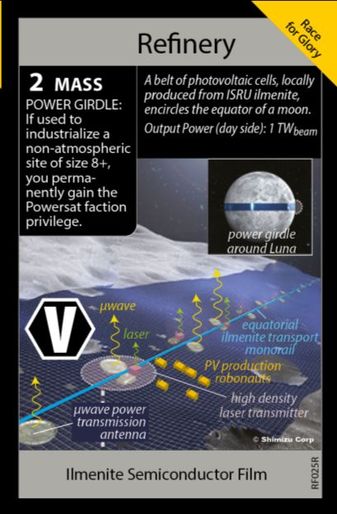 Race
for Glory
Refinery
2 MASS
POWER GIRDLE:
If used to
industrialize a
non-atmospheric
site of size 8+,
you perma-
nently gain the
Powersat faction
privilege.
A belt of photovoltaic cells, locally
produced from ISRU ilmenite,
encircles the equator of a moon.
Output Power (day side): 1 TWbeam
power girdle
around Luna
V
μwave
laser
equatorial
ilmenite transport
monorail
PV production
robonauts
high density
laser transmitter
μwave power
transmission
antenna
© Shimizu Corp
Ilmenite Semiconductor Film
RF025R